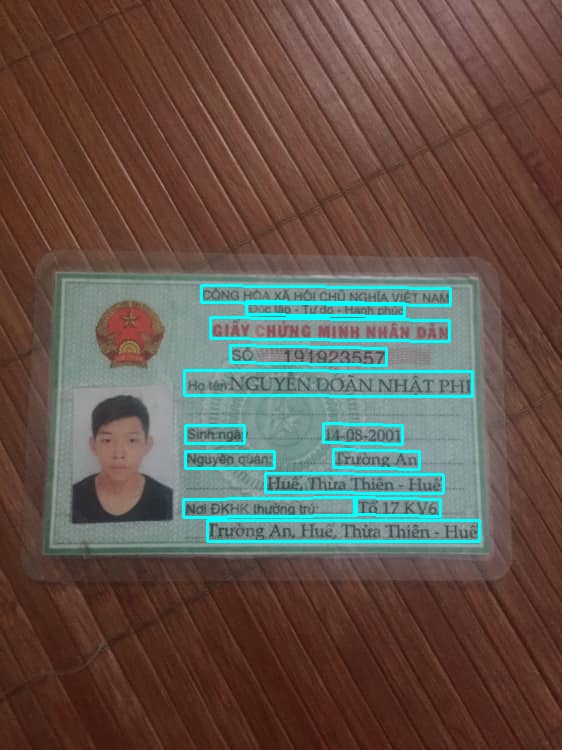 CỘNG HÒA XÃ HỘI CHỦ NGHĨA VIỆT NAM
Độc lập - Tự do - Hạnh phúc
GIẤY CHỨNG MINH NHÂN DÂN
SỐ 191923557
Họ tên: NGUYỄN ĐOÀN NHẬT PHI
Sinh ngà 14-08-2001
Nguyên quán: Trường An
Huế, Thừa Thiên - Huế
Nơi ĐKHK thường trú: Tổ 17 KV6
Trường An, Huế, Thừa Thiên - Huế